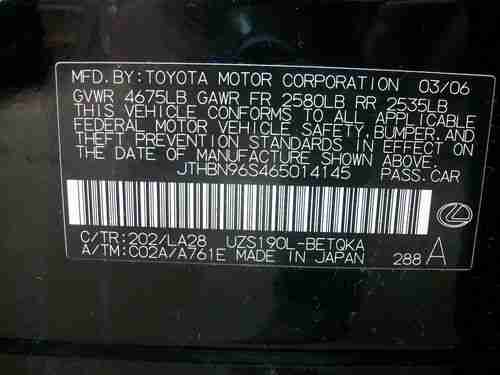 MFD. BY: TOYOTA MOTOR CORPORATION 03/06
GVWR 4675LB GAWR FR 2580LB RR 2535LB
THIS VEHICLE CONFORMS TO ALL APPLICABLE
FEDERAL MOTOR VEHICLE SAFETY, BUMPER, AND
THEFT PREVENTION STANDARDS IN EFFECT ON
THE DATE OF MANUFACTURE SHOWN ABOVE.
JTHBN96S465014145 PASS. CAR
C/TR: 202/LA28 UZS190L-BETQKA
A/TM: C02A/A761E MADE IN JAPAN 288 A